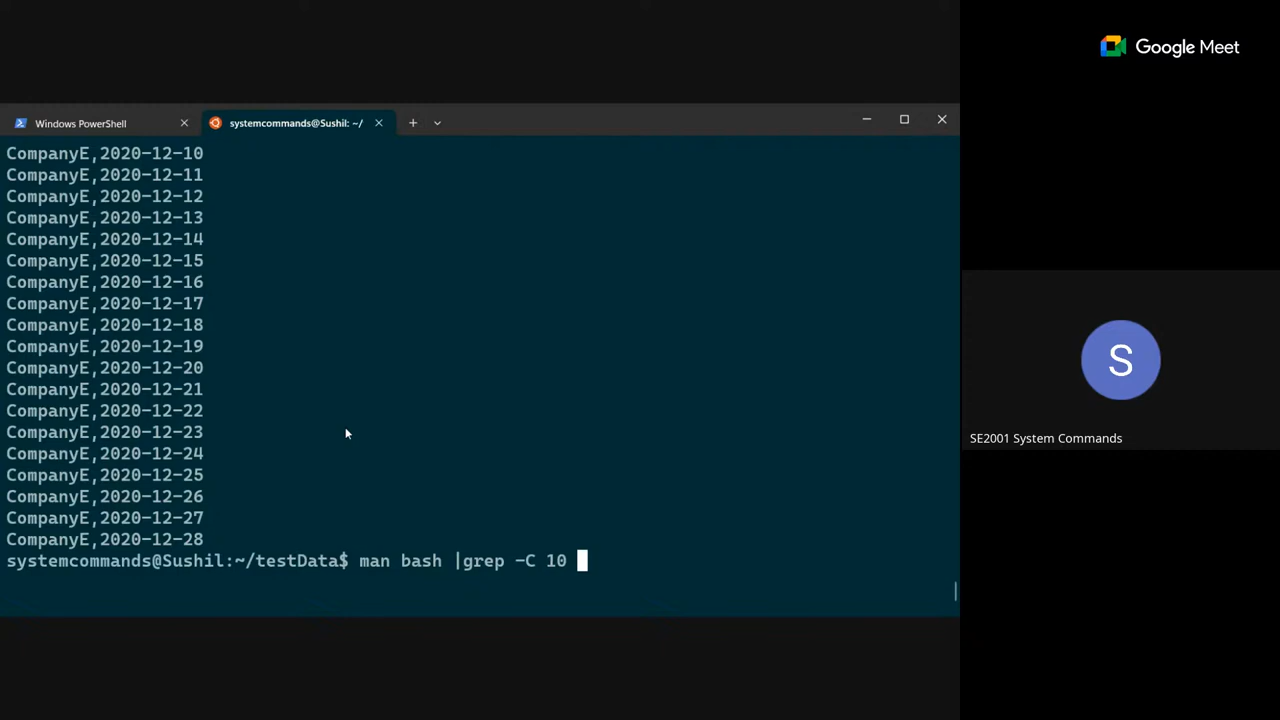 Google Meet
Windows PowerShell
systemcommands@Sushil: ~/
CompanyE,2020-12-10
CompanyE,2020-12-11
CompanyE,2020-12-12
CompanyE,2020-12-13
CompanyE,2020-12-14
CompanyE,2020-12-15
CompanyE,2020-12-16
CompanyE,2020-12-17
CompanyE,2020-12-18
CompanyE,2020-12-19
CompanyE,2020-12-20
CompanyE,2020-12-21
CompanyE,2020-12-22
CompanyE,2020-12-23
CompanyE,2020-12-24
CompanyE,2020-12-25
CompanyE,2020-12-26
CompanyE,2020-12-27
CompanyE,2020-12-28
systemcommands@Sushil:~/testData$ man bash |grep -C 10
S
SE2001 System Commands